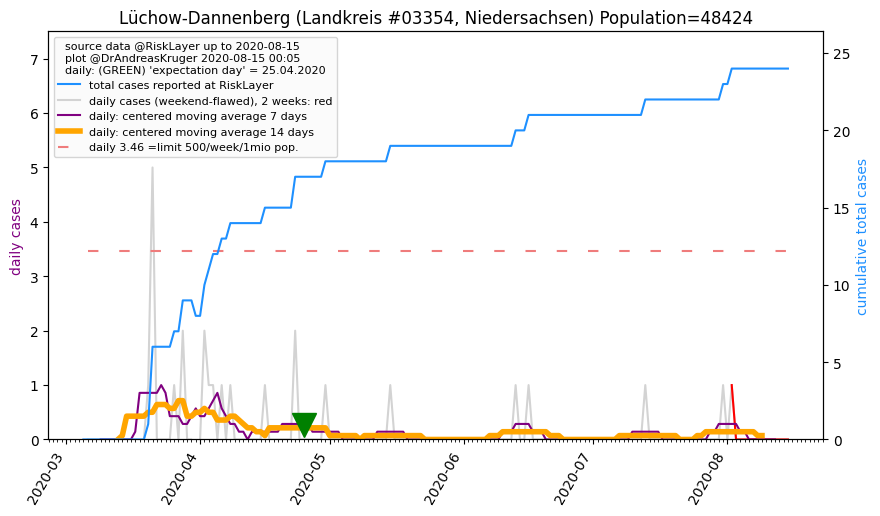 Lüchow-Dannenberg (Landkreis #03354, Niedersachsen) Population=48424
source data @RiskLayer up to 2020-08-15
plot @DrAndreasKruger 2020-08-15 00:05
daily: (GREEN) 'expectation day' = 25.04.2020
total cases reported at RiskLayer
daily cases (weekend-flawed), 2 weeks: red
daily: centered moving average 7 days
daily: centered moving average 14 days
daily 3.46 =limit 500/week/1mio pop.
daily cases
7
6
5
4
3
2
1
0
cumulative total cases
25
20
15
10
5
0
2020-03
2020-04
2020-05
2020-06
2020-07
2020-08